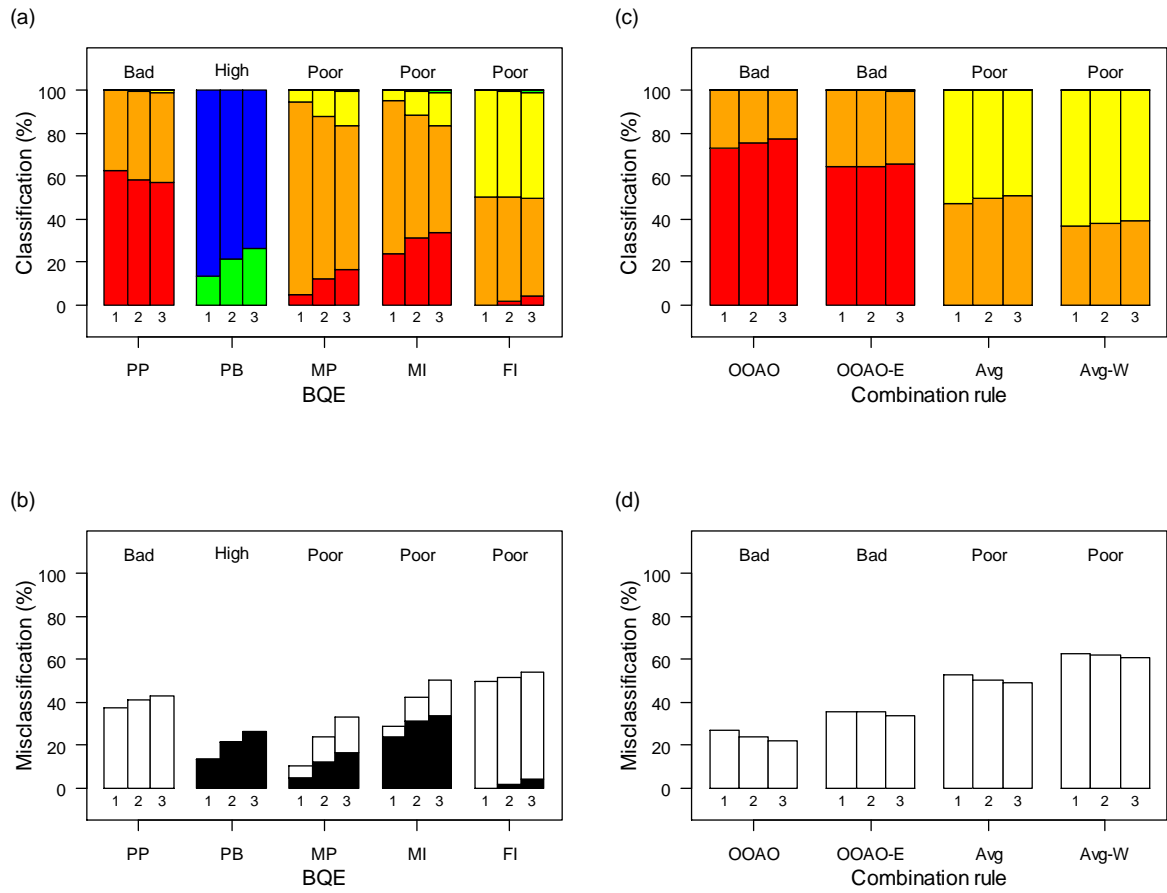 (a)
Bad High Poor Poor Poor
Classification (%)
100
80
60
40
20
0
1 2 3 1 2 3 1 2 3 1 2 3 1 2 3
PP PB MP MI FI
BQE
(c)
Bad Bad Poor Poor
Classification (%)
100
80
60
40
20
0
1 2 3 1 2 3 1 2 3 1 2 3
OOAO OOAO-E Avg Avg-W
Combination rule
(b)
Bad High Poor Poor Poor
Misclassification (%)
100
80
60
40
20
0
1 2 3 1 2 3 1 2 3 1 2 3 1 2 3
PP PB MP MI FI
BQE
(d)
Bad Bad Poor Poor
Misclassification (%)
100
80
60
40
20
0
1 2 3 1 2 3 1 2 3 1 2 3
OOAO OOAO-E Avg Avg-W
Combination rule